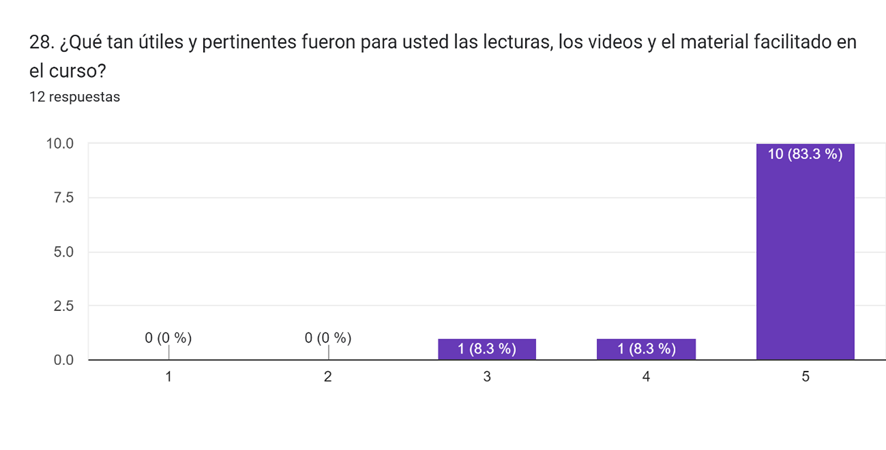 28. ¿Qué tan útiles y pertinentes fueron para usted las lecturas, los videos y el material facilitado en
el curso?
12 respuestas
10.0
10 (83.3 %)
7.5
5.0
2.5
0 (0 %)
0 (0 %)
1 (8.3 %)
1 (8.3 %)
0.0
1
2
3
4
5